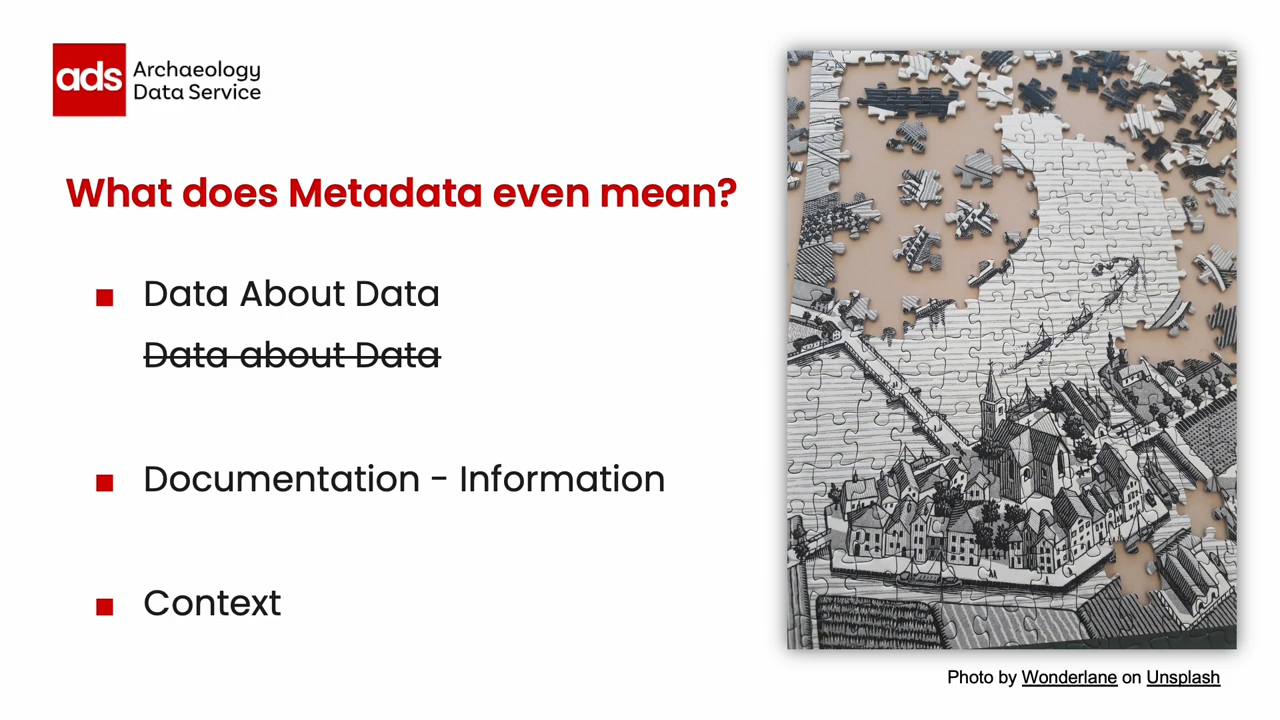 ads Archaeology
Data Service
What does Metadata even mean?
Data About Data
Data about Data
Documentation - Information
Context
Photo by Wonderlane on Unsplash